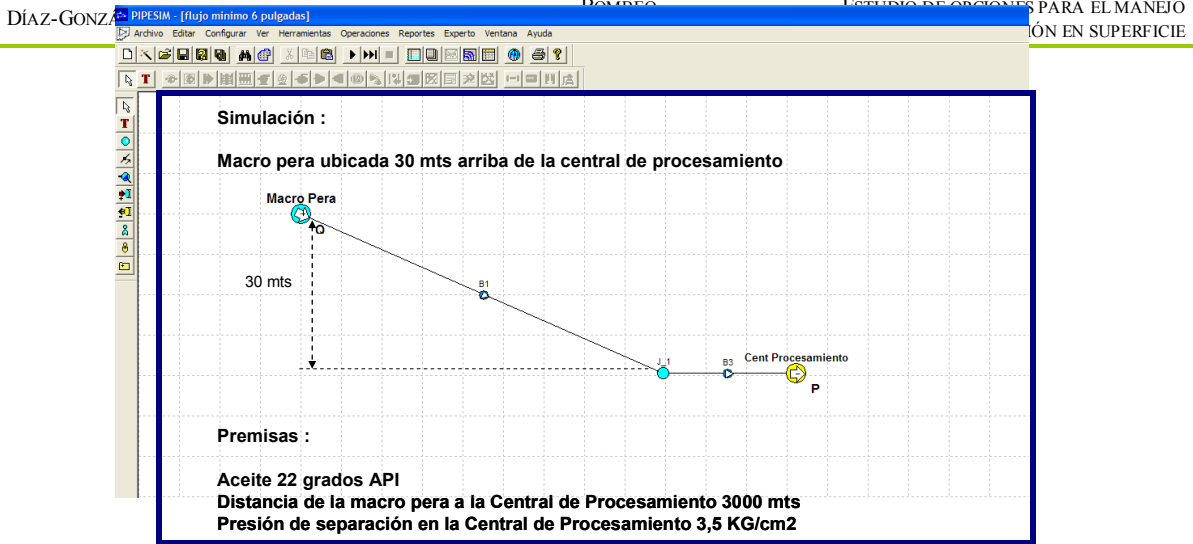 DÍAZ-GONZÁ
ESTUDIO DE OPCIONES PARA EL MANEJO
IÓN EN SUPERFICIE
PIPESIM - [flujo minimo 6 pulgadas]
Archivo Editar Configurar Ver Herramientas Operaciones Reportes Experto Ventana Ayuda
Simulación :
Macro pera ubicada 30 mts arriba de la central de procesamiento
Macro Pera
Q
30 mts
B1
J_1
B3
Cent Procesamiento
P
Premisas :
Aceite 22 grados API
Distancia de la macro pera a la Central de Procesamiento 3000 mts
Presión de separación en la Central de Procesamiento 3,5 KG/cm2